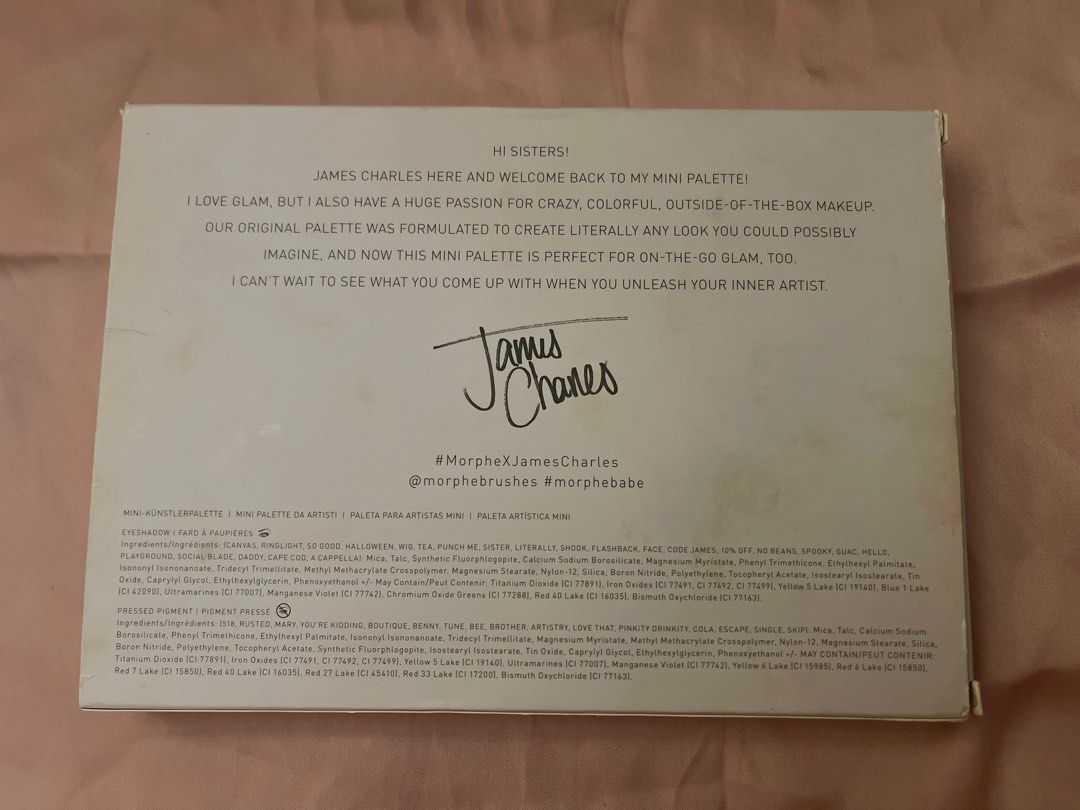 HI SISTERS!
JAMES CHARLES HERE AND WELCOME BACK TO MY MINI PALETTE!
I LOVE GLAM, BUT I ALSO HAVE A HUGE PASSION FOR CRAZY, COLORFUL, OUTSIDE-OF-THE-BOX MAKEUP.
OUR ORIGINAL PALETTE WAS FORMULATED TO CREATE LITERALLY ANY LOOK YOU COULD POSSIBLY
IMAGINE, AND NOW THIS MINI PALETTE IS PERFECT FOR ON-THE-GO GLAM, TOO.
I CAN'T WAIT TO SEE WHAT YOU COME UP WITH WHEN YOU UNLEASH YOUR INNER ARTIST.
James
Charles
#MorpheXJamesCharles
@morphebrushes #morphebabe
MINI-KÜNSTLERPALETTE | MINI PALETTE DA ARTISTI | PALETA PARA ARTISTAS MINI | PALETA ARTÍSTICA MINI
EYESHADOW | FARD À PAUPIÈRES
Ingredients/Ingrédients: (CANVAS, RINGLIGHT, SO GOOD, HALLOWEEN, WIG, TEA, PUNCH ME, SISTER, LITERALLY, SHOOK, FLASHBACK, FACE, CODE JAMES, 10% OFF, NO BEANS, SPOOKY, GUAC, HELLO,
PLAYGROUND, SOCIAL BLADE, DADDY, CAPE COD, A CAPPELLA): Mica, Talc, Synthetic Fluorphlogopite, Calcium Sodium Borosilicate, Magnesium Myristate, Phenyl Trimethicone, Ethylhexyl Palmitate,
Isononyl Isononanoate, Tridecyl Trimellitate, Methyl Methacrylate Crosspolymer, Magnesium Stearate, Nylon-12, Silica, Boron Nitride, Polyethylene, Tocopheryl Acetate, Isostearyl Isostearate, Tin
Oxide, Caprylyl Glycol, Ethylhexylglycerin, Phenoxyethanol +/- May Contain/Peut Contenir: Titanium Dioxide (CI 77891), Iron Oxides (CI 77491, CI 77492, CI 77499), Yellow 5 Lake (CI 19140), Blue 1 Lake
(CI 42090), Ultramarines (CI 77007), Manganese Violet (CI 77742), Chromium Oxide Greens (CI 77288), Red 40 Lake (CI 16035), Bismuth Oxychloride (CI 77163).
PRESSED PIGMENT | PIGMENT PRESSÉ
Ingredients/Ingrédients: (518, RUSTED, MARY, YOU'RE KIDDING, BOUTIQUE, BENNY, TUNE, BEE, BROTHER, ARTISTRY, LOVE THAT, PINKITY DRINKITY, COLA, ESCAPE, SINGLE, SKIP): Mica, Talc, Calcium Sodium
Borosilicate, Phenyl Trimethicone, Ethylhexyl Palmitate, Isononyl Isononanoate, Tridecyl Trimellitate, Magnesium Myristate, Methyl Methacrylate Crosspolymer, Nylon-12, Magnesium Stearate, Silica,
Boron Nitride, Polyethylene, Tocopheryl Acetate, Synthetic Fluorphlogopite, Isostearyl Isostearate, Tin Oxide, Caprylyl Glycol, Ethylhexylglycerin, Phenoxyethanol +/- MAY CONTAIN/PEUT CONTENIR:
Titanium Dioxide (CI 77891), Iron Oxides (CI 77491, CI 77492, CI 77499), Yellow 5 Lake (CI 19140), Ultramarines (CI 77007), Manganese Violet (CI 77742), Yellow 6 Lake (CI 15985), Red 6 Lake (CI 15850),
Red 7 Lake (CI 15850), Red 40 Lake (CI 16035), Red 27 Lake (CI 45410), Red 33 Lake (CI 17200), Bismuth Oxychloride (CI 77163).